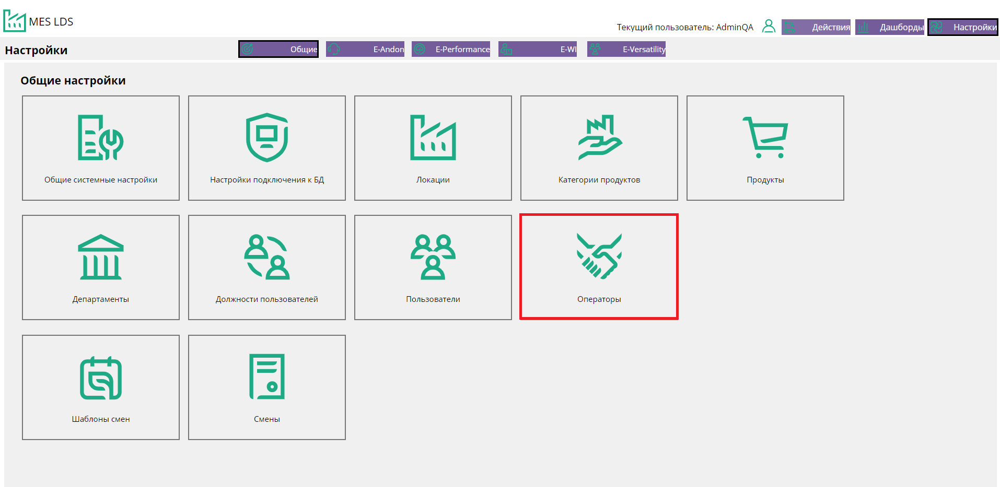 MES LDS
Текущий пользователь: AdminQA
Действия
Дашборды
Настройки
Настройки
Общие
E-Andon
E-Performance
E-WI
E-Versatility
Общие настройки
Общие системные настройки
Настройки подключения к БД
Локации
Категории продуктов
Продукты
Департаменты
Должности пользователей
Пользователи
Операторы
Шаблоны смен
Смены